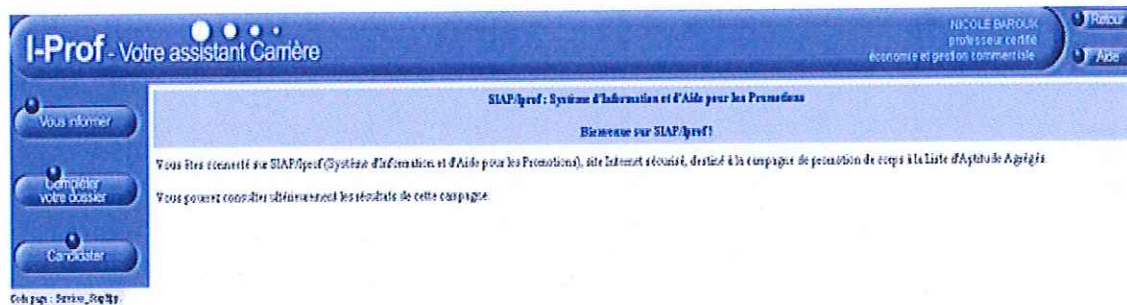 I-Prof - Votre assistant Carrière
NICOLE BAROUK
professeur certifié
économie et gestion commerciale
Retour
Aide
Vous informer
Compléter
votre dossier
Candidater
SIAP/Iprof : Système d'Information et d'Aide pour les Promotions
Bienvenue sur SIAP/Iprof !
Vous êtes connecté sur SIAP/Iprof (Système d'Information et d'Aide pour les Promotions), site Internet sécurisé, destiné à la campagne de promotion de corps à la Liste d'Aptitude Agrégés.
Vous pourrez consulter ultérieurement les résultats de cette campagne.
Code page :